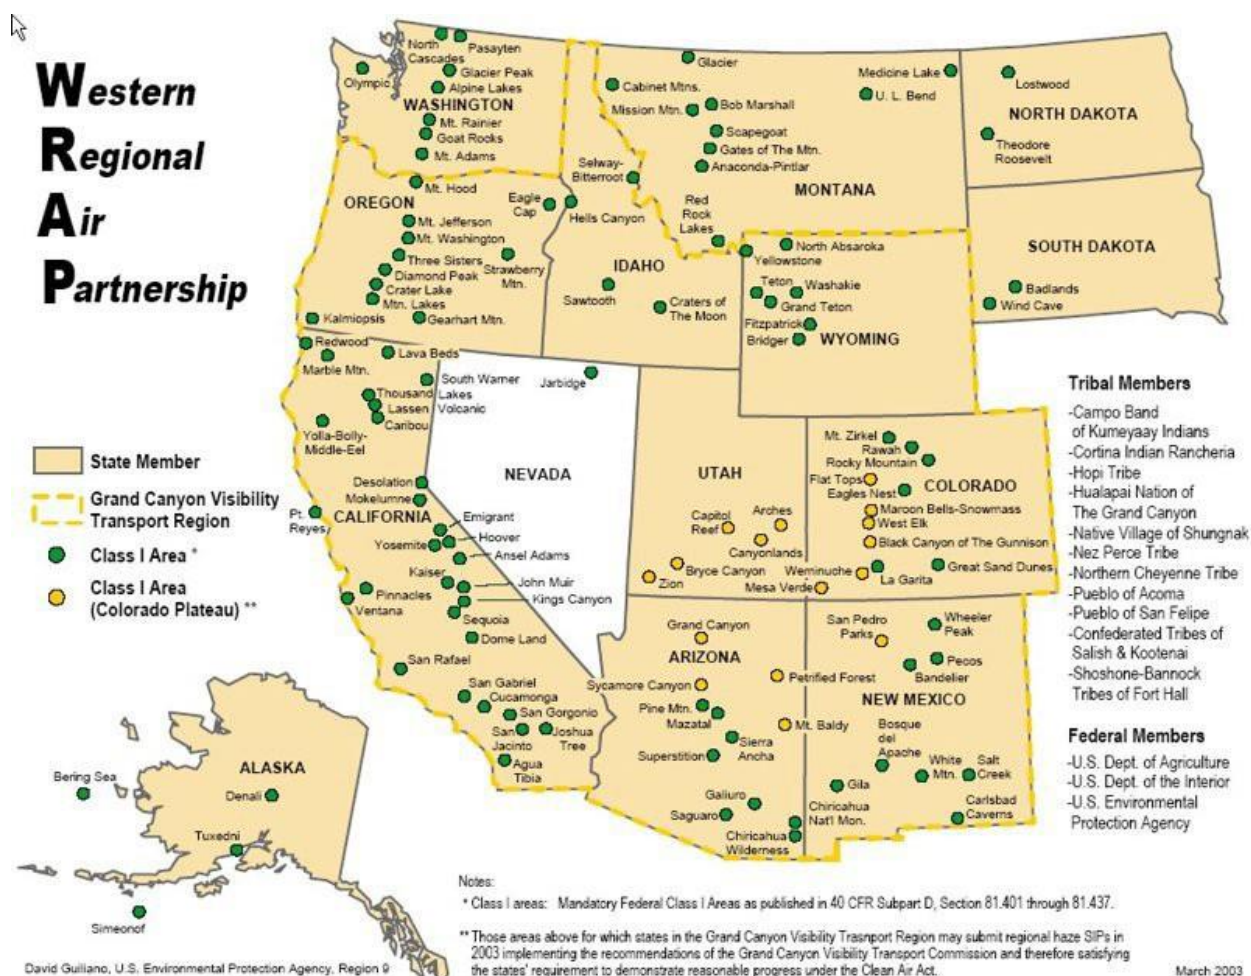 Western
Regional
Air
Partnership
State Member
Grand Canyon Visibility
Transport Region
Class I Area *
Class I Area
(Colorado Plateau) **
WASHINGTON
North
Cascades
Pasayten
Olympic
Glacier Peak
Alpine Lakes
Mt. Rainier
Goat Rocks
Mt. Adams
OREGON
Mt. Hood
Eagle
Cap
Mt. Jefferson
Mt. Washington
Three Sisters
Strawberry
Mtn.
Diamond Peak
Crater Lake
Mtn. Lakes
Kalmiopsis
Gearhart Mtn.
IDAHO
Selway-
Bitterroot
Hells Canyon
Sawtooth
Craters of
The Moon
MONTANA
Glacier
Cabinet Mtns.
Medicine Lake
U. L. Bend
Mission Mtn.
Bob Marshall
Scapegoat
Gates of The Mtn.
Anaconda-Pintlar
Red
Rock
Lakes
NORTH DAKOTA
Lostwood
Theodore
Roosevelt
SOUTH DAKOTA
Badlands
Wind Cave
WYOMING
North Absaroka
Yellowstone
Teton
Washakie
Grand Teton
Fitzpatrick
Bridger
CALIFORNIA
Redwood
Marble Mtn.
Lava Beds
South Warner
Thousand Lakes
Lassen Volcanic
Caribou
Yolla-Bolly-
Middle-Eel
Desolation
Mokelumne
Pt.
Reyes
Emigrant
Hoover
Yosemite
Ansel Adams
Kaiser
John Muir
Pinnacles
Kings Canyon
Ventana
Sequoia
Dome Land
San Rafael
San Gabriel
Cucamonga
San Gorgonio
San
Jacinto
Joshua
Tree
Agua
Tibia
NEVADA
Jarbidge
UTAH
Capitol
Reef
Arches
Canyonlands
Bryce Canyon
Zion
COLORADO
Mt. Zirkel
Rawah
Rocky Mountain
Flat Tops
Eagles Nest
Maroon Bells-Snowmass
West Elk
Black Canyon of The Gunnison
Weminuche
La Garita
Great Sand Dunes
Mesa Verde
ARIZONA
Grand Canyon
Sycamore Canyon
Petrified Forest
Pine Mtn.
Mazatal
Mt. Baldy
Sierra
Ancha
Superstition
Galiuro
Saguaro
Chiricahua
Nat'l Mon.
Chiricahua
Wilderness
NEW MEXICO
San Pedro
Parks
Wheeler
Peak
Pecos
Bandelier
Bosque
del
Apache
White
Mtn.
Salt
Creek
Gila
Carlsbad
Caverns
ALASKA
Bering Sea
Denali
Tuxedni
Simeonof
Tribal Members
-Campo Band
of Kumeyaay Indians
-Cortina Indian Rancheria
-Hopi Tribe
-Hualapai Nation of
The Grand Canyon
-Native Village of Shungnak
-Nez Perce Tribe
-Northern Cheyenne Tribe
-Pueblo of Acoma
-Pueblo of San Felipe
-Confederated Tribes of
Salish & Kootenai
-Shoshone-Bannock
Tribes of Fort Hall
Federal Members
-U.S. Dept. of Agriculture
-U.S. Dept. of the Interior
-U.S. Environmental
Protection Agency
Notes:
* Class I areas: Mandatory Federal Class I Areas as published in 40 CFR Subpart D, Section 81.401 through 81.437.
** Those areas above for which states in the Grand Canyon Visibility Trasnport Region may submit regional haze SIPs in
2003 implementing the recommendations of the Grand Canyon Visibility Transport Commission and therefore satisfying
the states' requirement to demonstrate reasonable progress under the Clean Air Act.
David Guiliano, U.S. Environmental Protection Agency, Region 9
March 2003